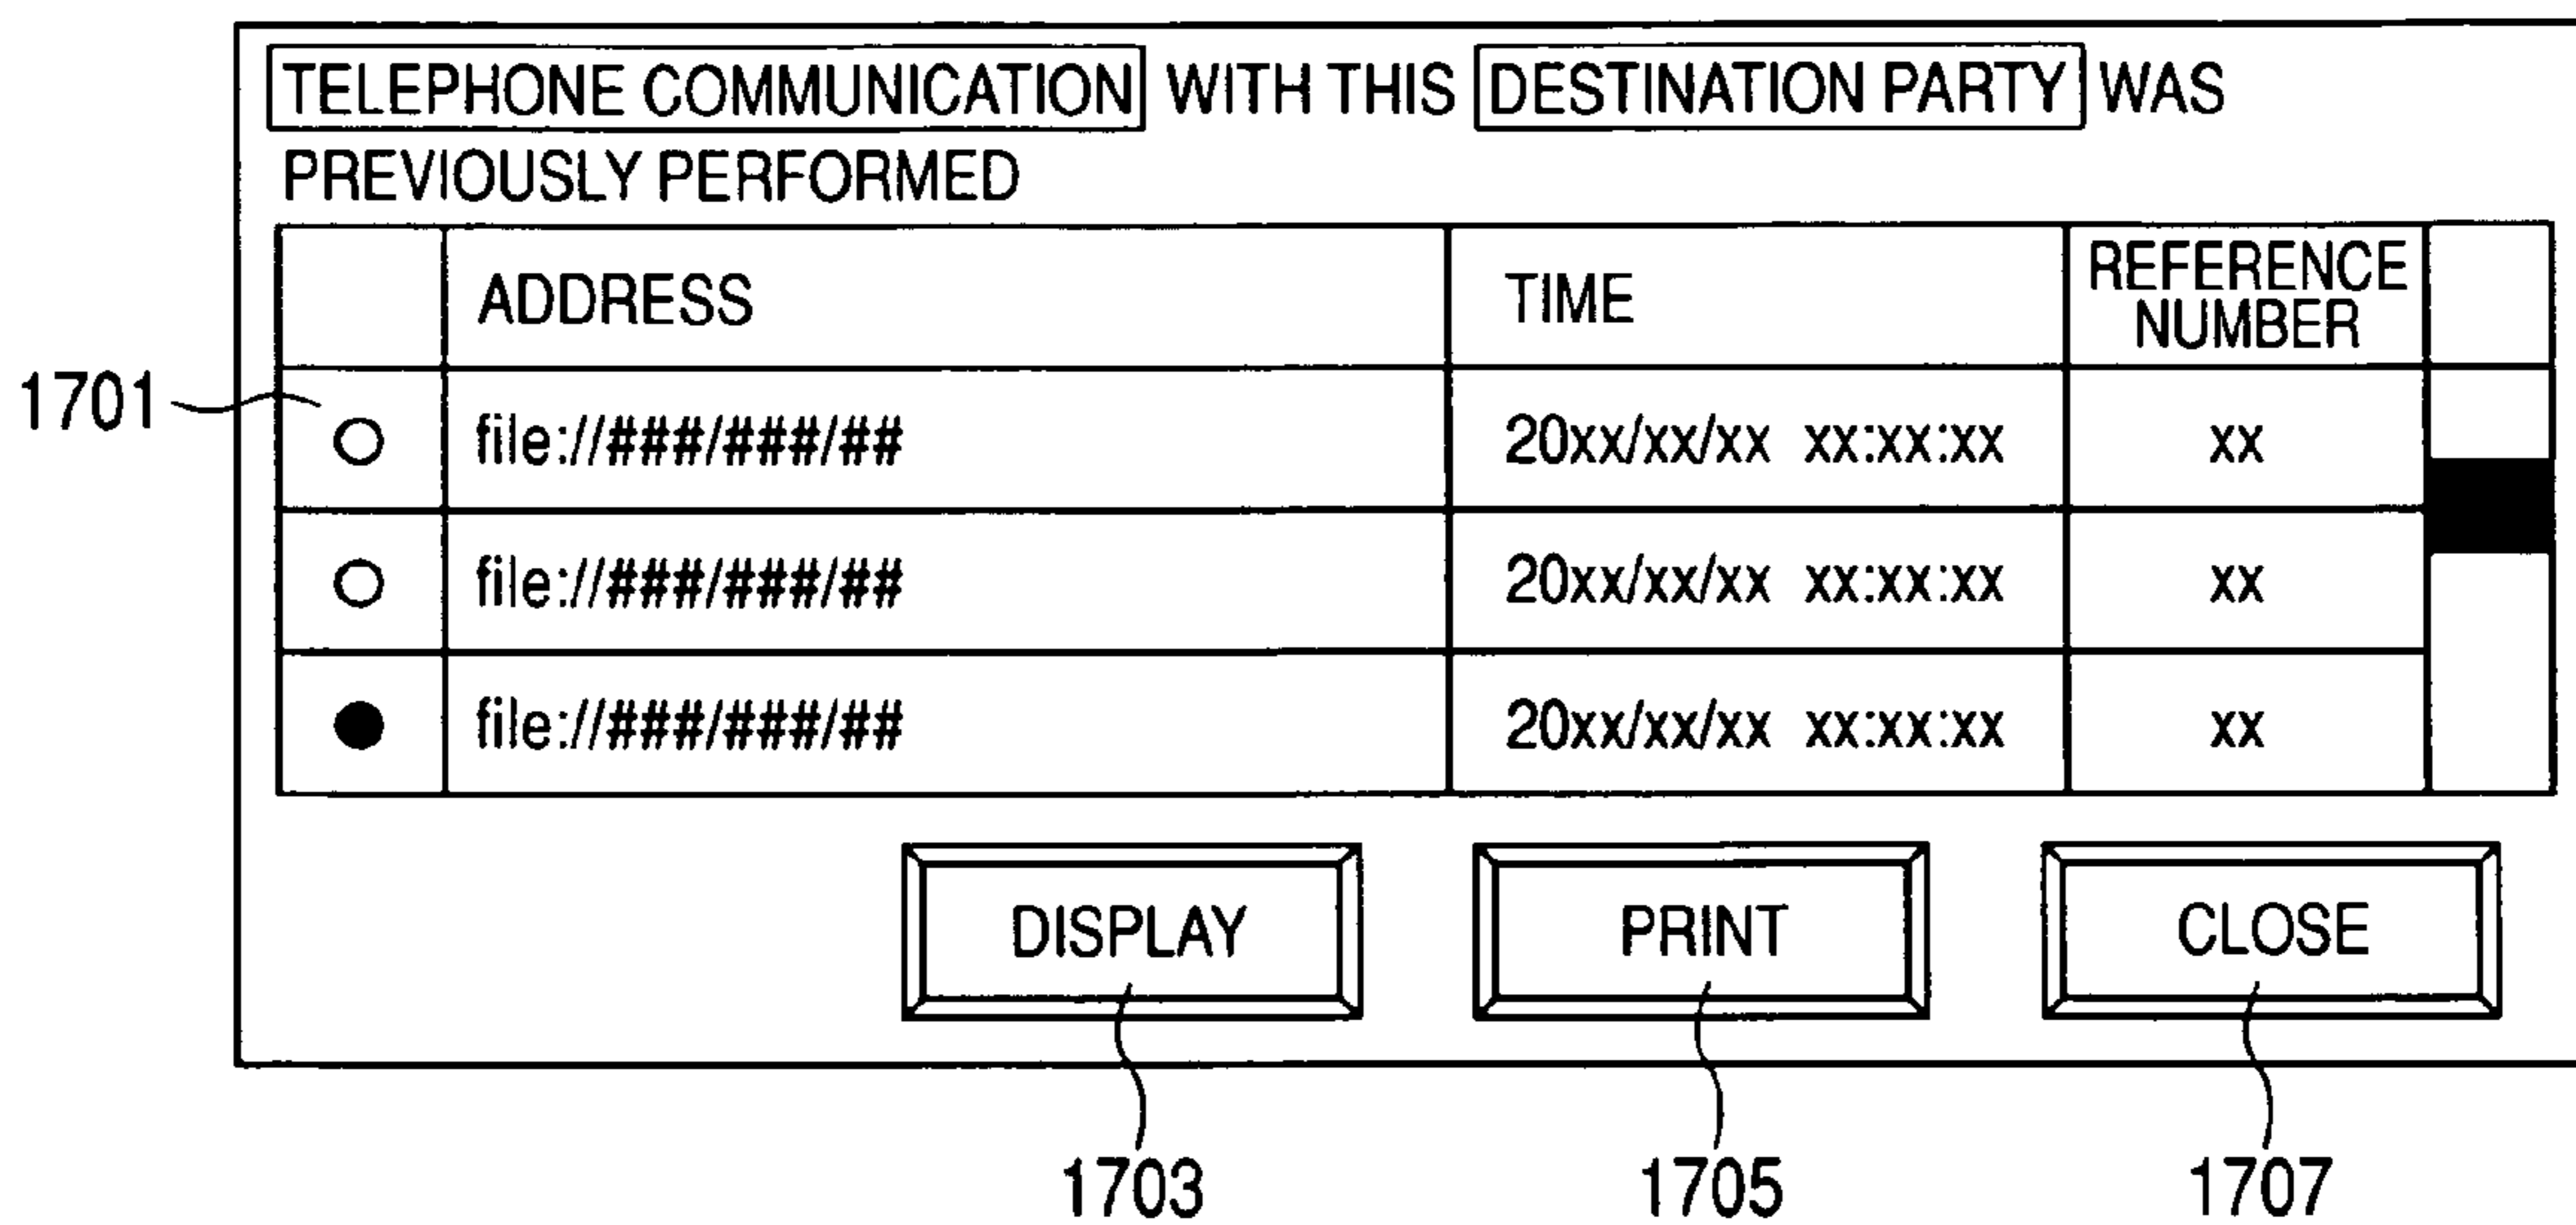 TELEPHONE COMMUNICATION WITH THIS DESTINATION PARTY WAS
PREVIOUSLY PERFORMED
ADDRESS TIME REFERENCE NUMBER
1701
file://###/###/## 20xx/xx/xx xx:xx:xx xx
file://###/###/## 20xx/xx/xx xx:xx:xx xx
file://###/###/## 20xx/xx/xx xx:xx:xx xx
DISPLAY PRINT CLOSE
1703 1705 1707